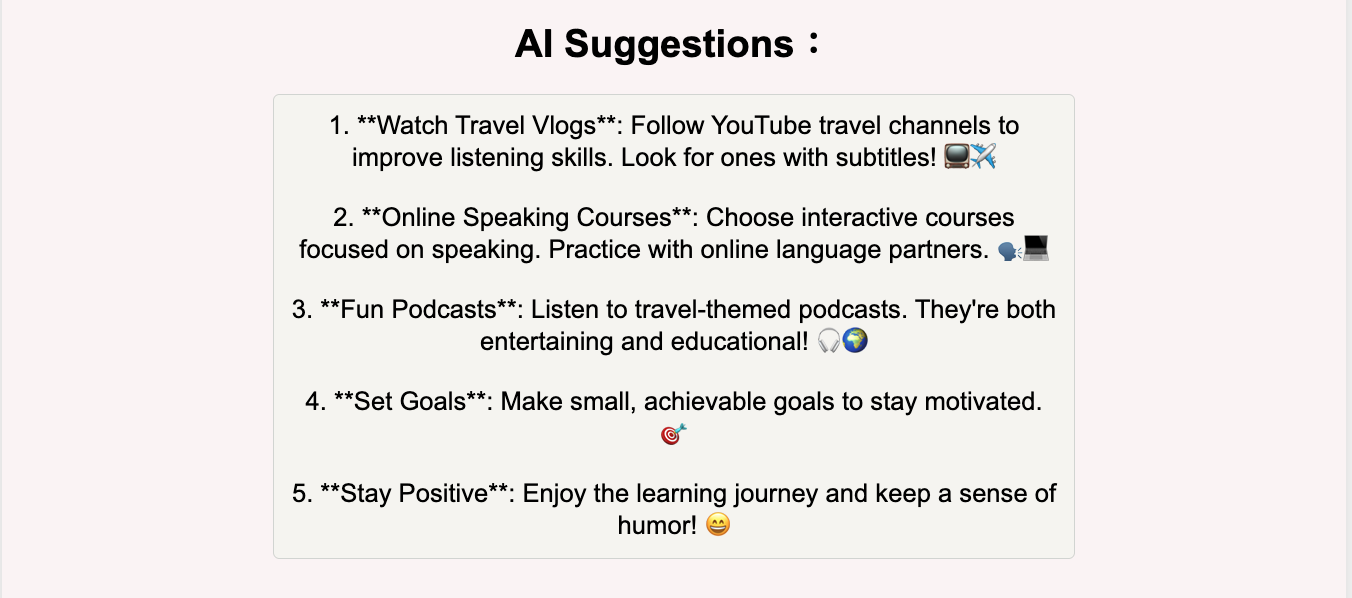 AI Suggestions：
1. **Watch Travel Vlogs**: Follow YouTube travel channels to
improve listening skills. Look for ones with subtitles! 📺✈️
2. **Online Speaking Courses**: Choose interactive courses
focused on speaking. Practice with online language partners. 🗣️💻
3. **Fun Podcasts**: Listen to travel-themed podcasts. They're both
entertaining and educational! 🎧🌍
4. **Set Goals**: Make small, achievable goals to stay motivated.
🎯
5. **Stay Positive**: Enjoy the learning journey and keep a sense of
humor! 😄